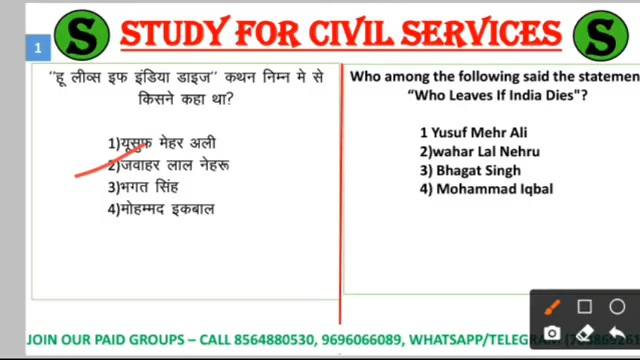 1
S STUDY FOR CIVIL SERVICES S
"हू लीव्स इफ इंडिया डाइज" कथन निम्न मे से
किसने कहा था?
1)यूसुफ मेहर अली
2)जवाहर लाल नेहरू
3)भगत सिंह
4)मोहम्मद इकबाल
Who among the following said the statemen
"Who Leaves If India Dies"?
1 Yusuf Mehr Ali
2)wahar Lal Nehru
3) Bhagat Singh
4) Mohammad Iqbal
JOIN OUR PAID GROUPS – CALL 8564880530, 9696066089, WHATSAPP/TELEGRAM